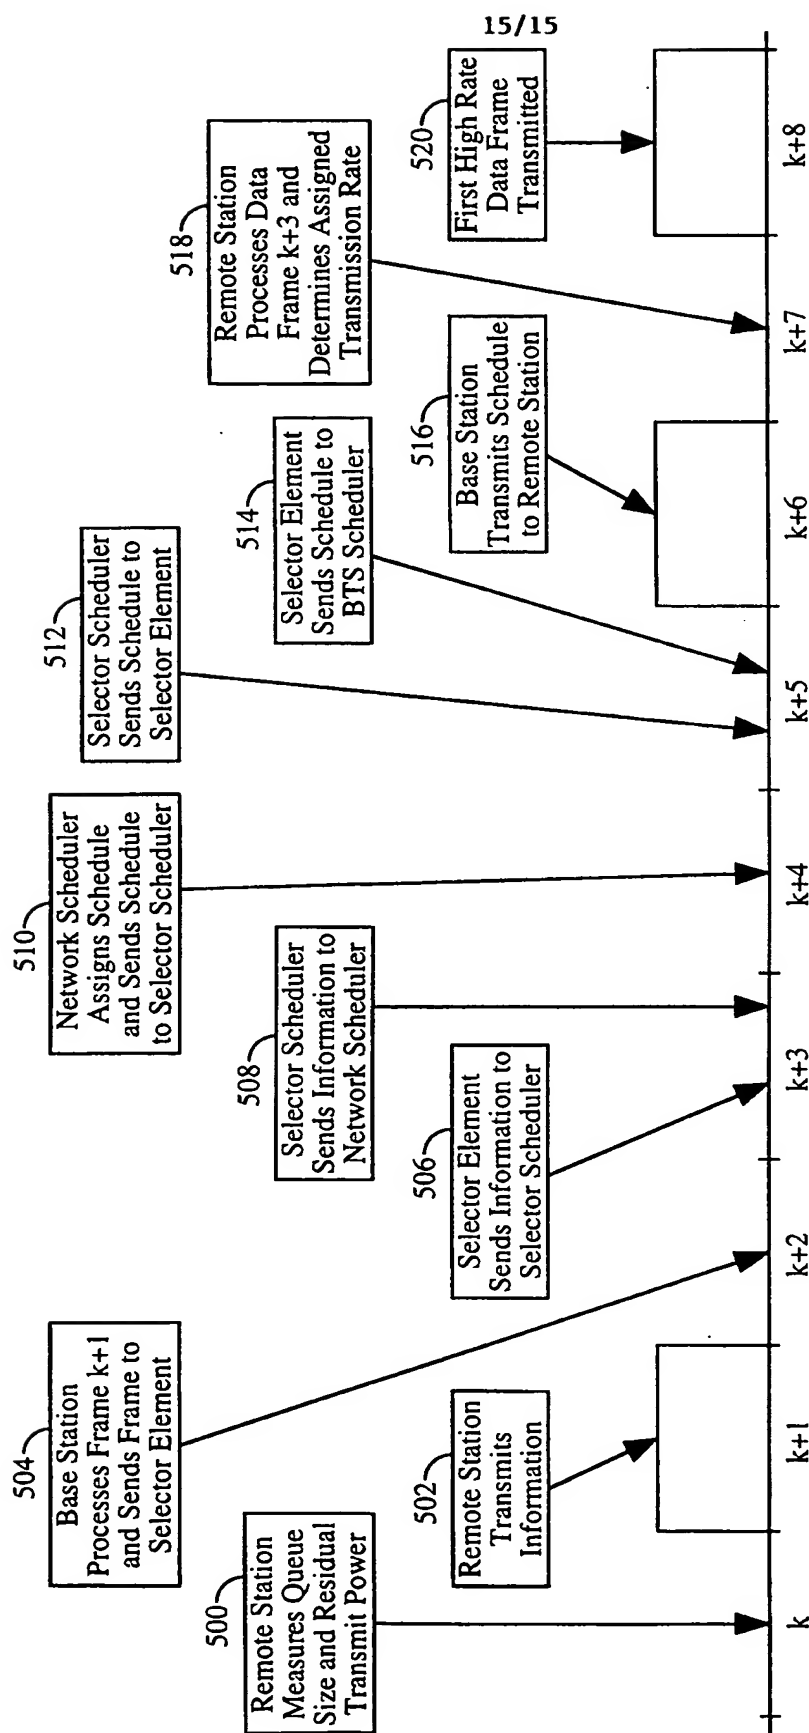 15/15
500
Remote Station
Measures Queue
Size and Residual
Transmit Power
502
Remote Station
Transmits
Information
504
Base Station
Processes Frame k+1
and Sends Frame to
Selector Element
506
Selector Element
Sends Information to
Selector Scheduler
508
Selector Scheduler
Sends Information to
Network Scheduler
510
Network Scheduler
Assigns Schedule
and Sends Schedule
to Selector Scheduler
512
Selector Scheduler
Sends Schedule to
Selector Element
514
Selector Element
Sends Schedule to
BTS Scheduler
516
Base Station
Transmits Schedule
to Remote Station
518
Remote Station
Processes Data
Frame k+3 and
Determines Assigned
Transmission Rate
520
First High Rate
Data Frame
Transmitted
k
k+1
k+2
k+3
k+4
k+5
k+6
k+7
k+8